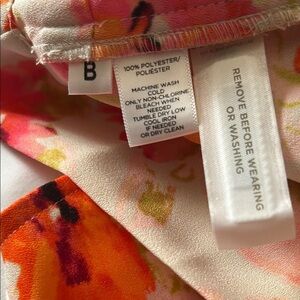 B
100% POLYESTER/
POLIÉSTER
MACHINE WASH
COLD
ONLY NON-CHLORINE
BLEACH WHEN
NEEDED
TUMBLE DRY LOW
COOL IRON
IF NEEDED
OR DRY CLEAN
REMOVE BEFORE WEARING
OR WASHING